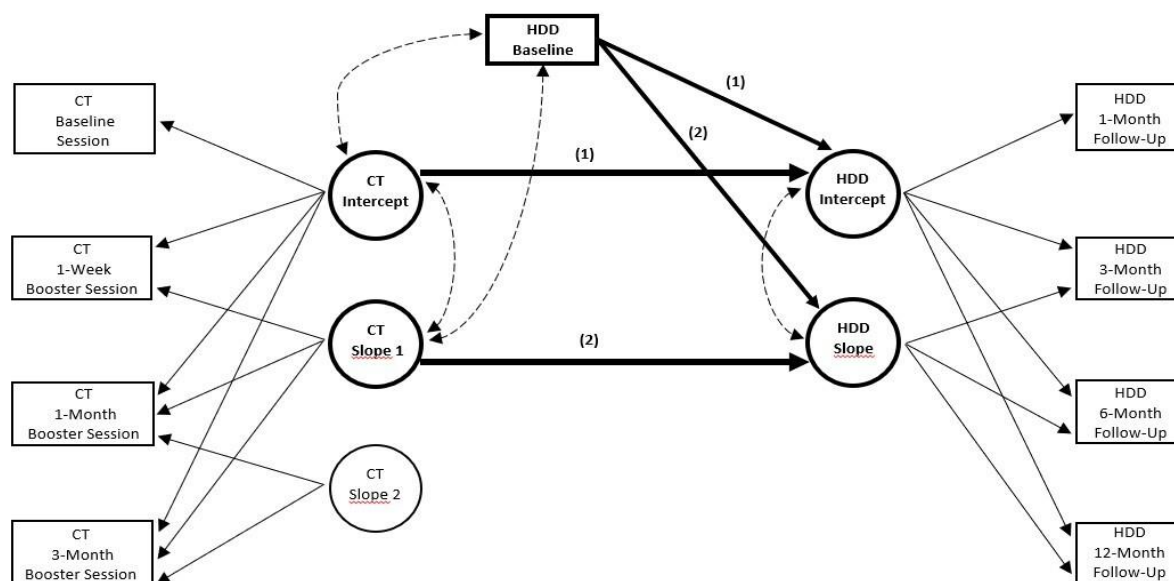 HDD
Baseline
(1)
(2)
(1)
(2)
CT
Baseline
Session
CT
1-Week
Booster Session
CT
1-Month
Booster Session
CT
3-Month
Booster Session
CT
Intercept
CT
Slope 1
CT
Slope 2
HDD
Intercept
HDD
Slope
HDD
1-Month
Follow-Up
HDD
3-Month
Follow-Up
HDD
6-Month
Follow-Up
HDD
12-Month
Follow-Up